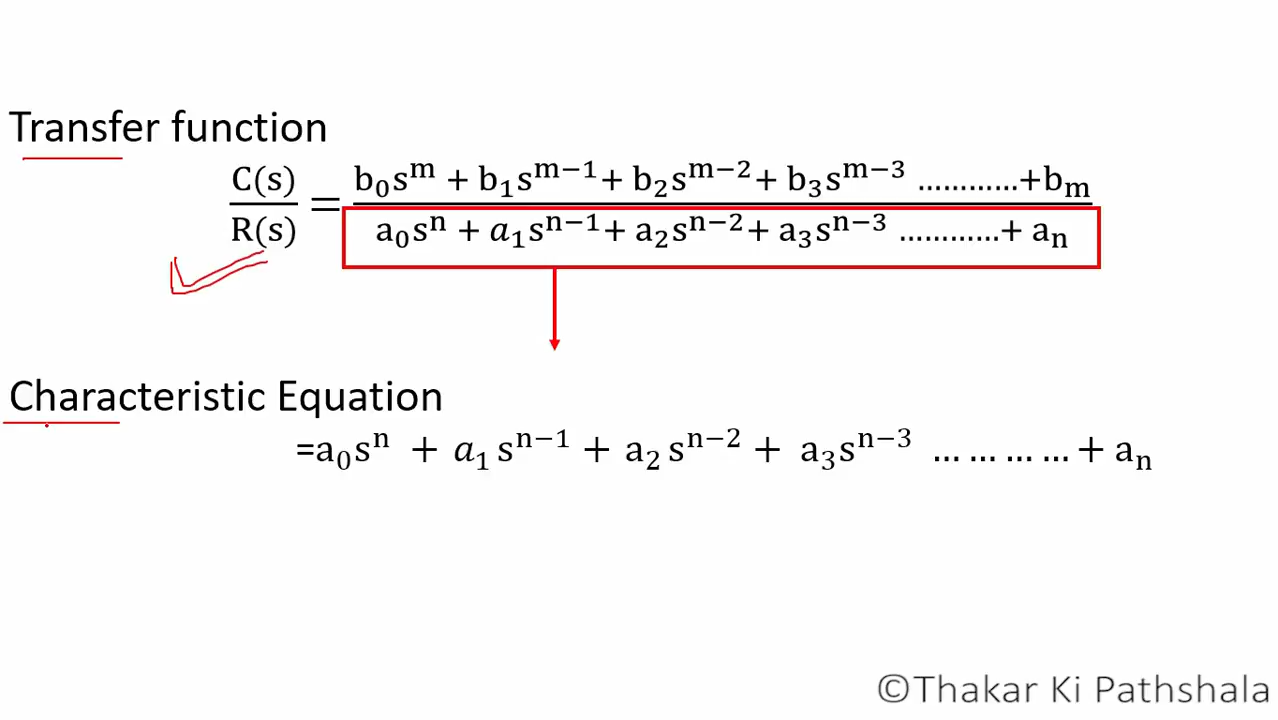 Transfer function
C(s)/R(s) = b₀sᵐ + b₁sᵐ⁻¹+ b₂sᵐ⁻²+ b₃sᵐ⁻³ ............+bₘ
a₀sⁿ + a₁sⁿ⁻¹+ a₂sⁿ⁻²+ a₃sⁿ⁻³ ............+ aₙ
Characteristic Equation
=a₀sⁿ + a₁sⁿ⁻¹ + a₂sⁿ⁻² + a₃sⁿ⁻³ … … … … + aₙ
©Thakar Ki Pathshala